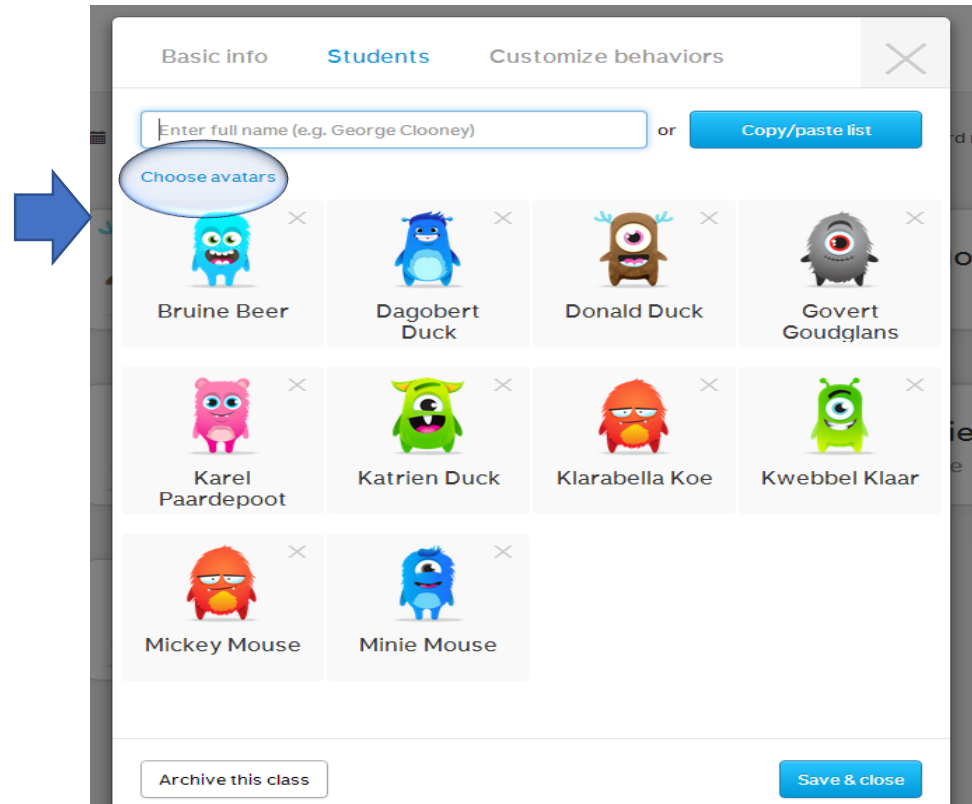 Basic info Students Customize behaviors
Enter full name (e.g. George Clooney) or Copy/paste list
Choose avatars
Bruine Beer Dagobert Duck Donald Duck Govert Goudglans
Karel Paardepoot Katrien Duck Klarabella Koe Kwebbel Klaar
Mickey Mouse Minie Mouse
Archive this class Save & close